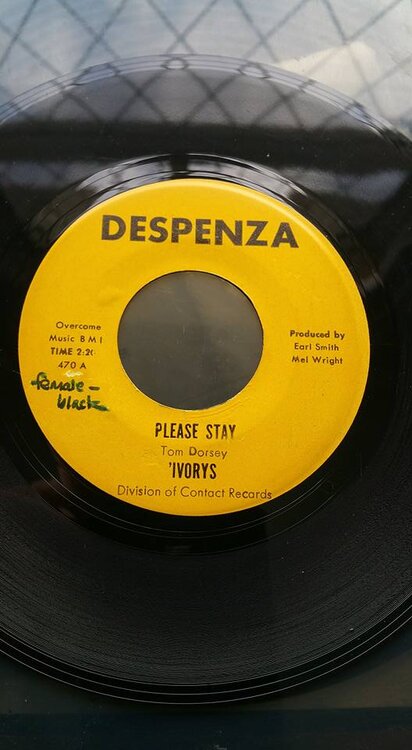 DESPENZA
Overcome
Music B M I
TIME 2:20
470 A
female -
black
Produced by
Earl Smith
Mel Wright
PLEASE STAY
Tom Dorsey
'IVORYS
Division of Contact Records